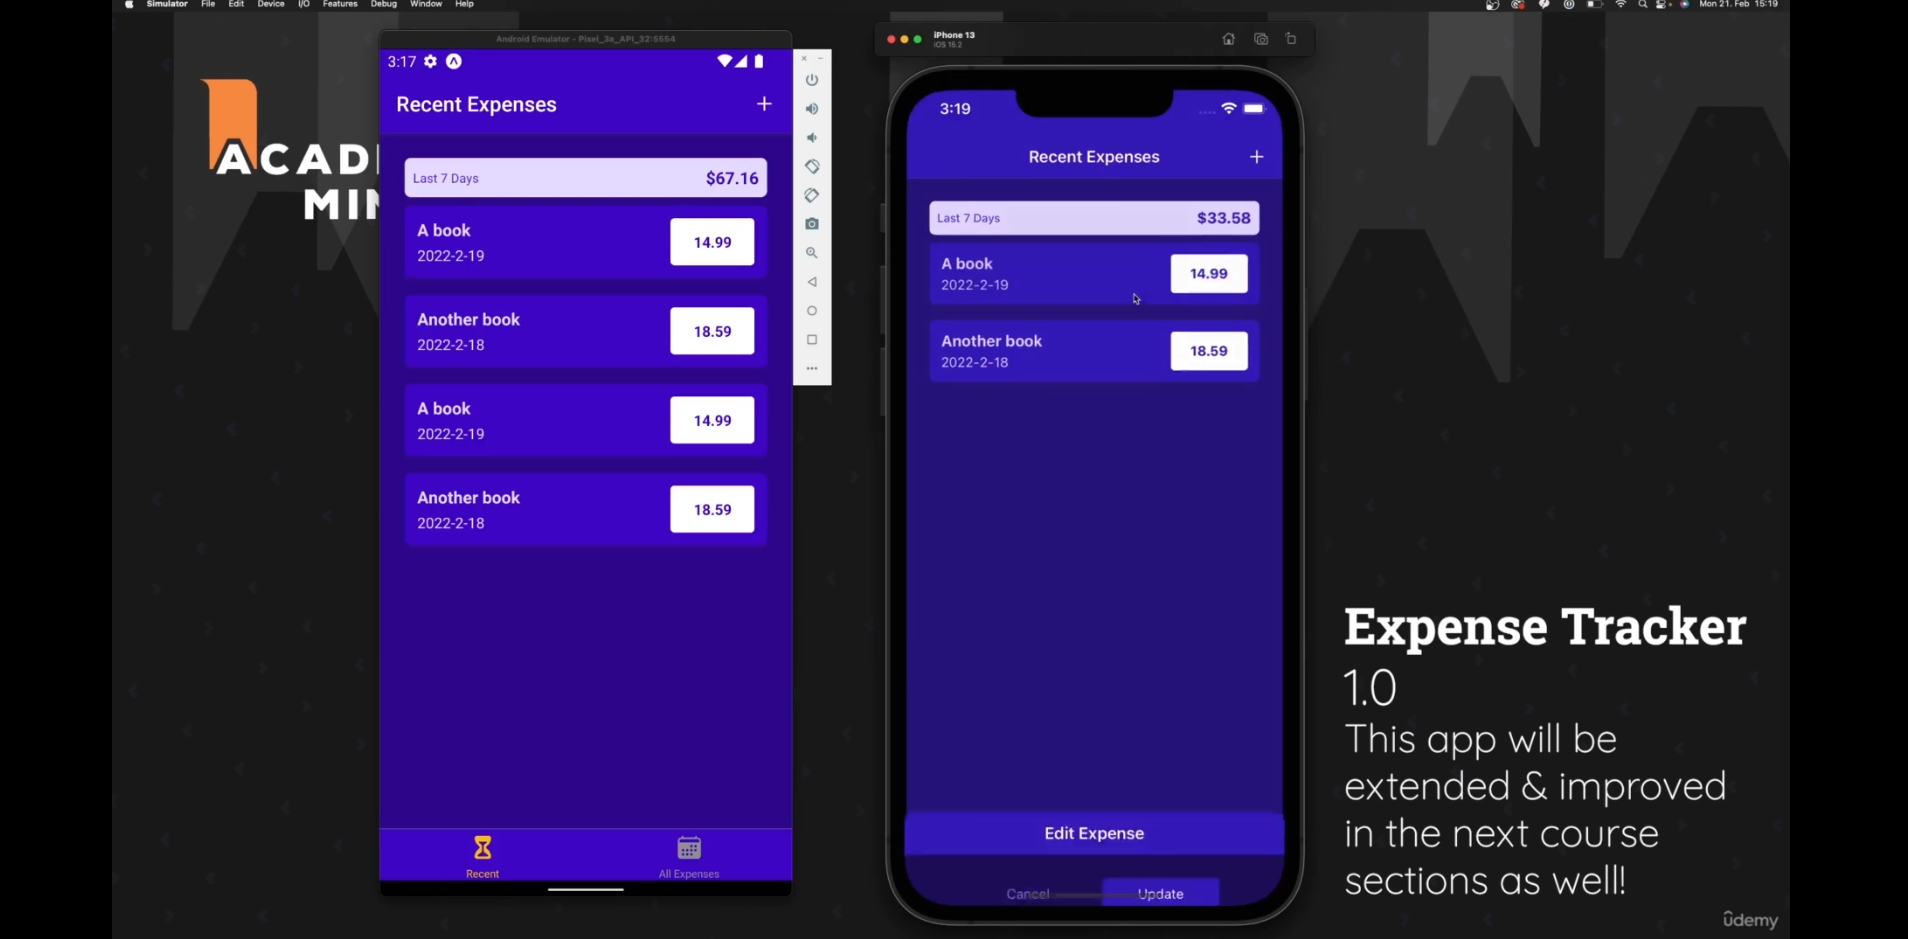 Simulator File Edit Device I/O Features Debug Window Help
Mon 21. Feb 15:19
Android Emulator - Pixel_3a_API_32:5554
3:17
Recent Expenses
+
Last 7 Days $67.16
A book
2022-2-19
14.99
Another book
2022-2-18
18.59
A book
2022-2-19
14.99
Another book
2022-2-18
18.59
Recent
All Expenses
ACAD
MIN
iPhone 13
iOS 15.2
3:19
Recent Expenses
+
Last 7 Days $33.58
A book
2022-2-19
14.99
Another book
2022-2-18
18.59
Edit Expense
Cancel
Update
Expense Tracker
1.0
This app will be
extended & improved
in the next course
sections as well!
ûdemy